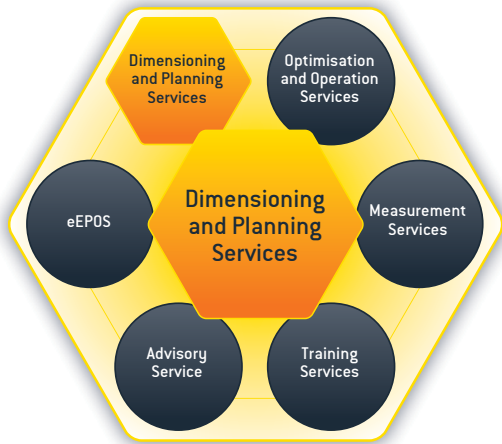 Dimensioning
and Planning
Services
Optimisation
and Operation
Services
eEPOS
Dimensioning
and Planning
Services
Measurement
Services
Advisory
Service
Training
Services